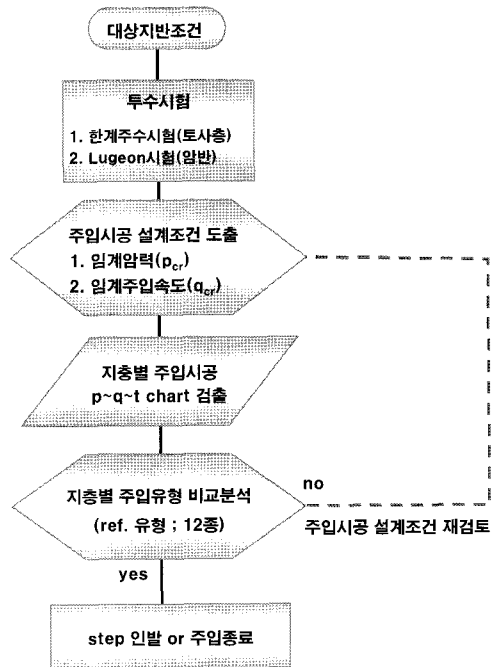 대상지반조건
투수시험
1. 한계주수시험(토사층)
2. Lugeon시험(암반)
주입시공 설계조건 도출
1. 임계압력(pcr)
2. 임계주입속도(qcr)
지층별 주입시공
p~q~t chart 검출
지층별 주입유형 비교분석
(ref. 유형 ; 12종)
no
주입시공 설계조건 재검토
yes
step 인발 or 주입종료